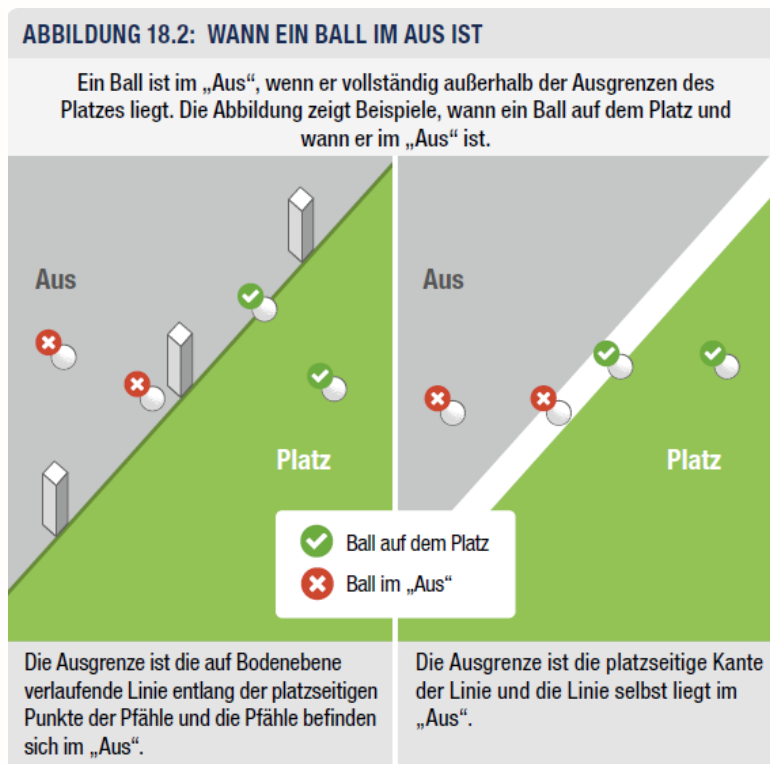 ABBILDUNG 18.2: WANN EIN BALL IM AUS IST
Ein Ball ist im „Aus“, wenn er vollständig außerhalb der Ausgrenzen des
Platzes liegt. Die Abbildung zeigt Beispiele, wann ein Ball auf dem Platz und
wann er im „Aus“ ist.
Aus
Platz
Aus
Platz
Ball auf dem Platz
Ball im „Aus“
Die Ausgrenze ist die auf Bodenebene
verlaufende Linie entlang der platzseitigen
Punkte der Pfähle und die Pfähle befinden
sich im „Aus“.
Die Ausgrenze ist die platzseitige Kante
der Linie und die Linie selbst liegt im
„Aus“.